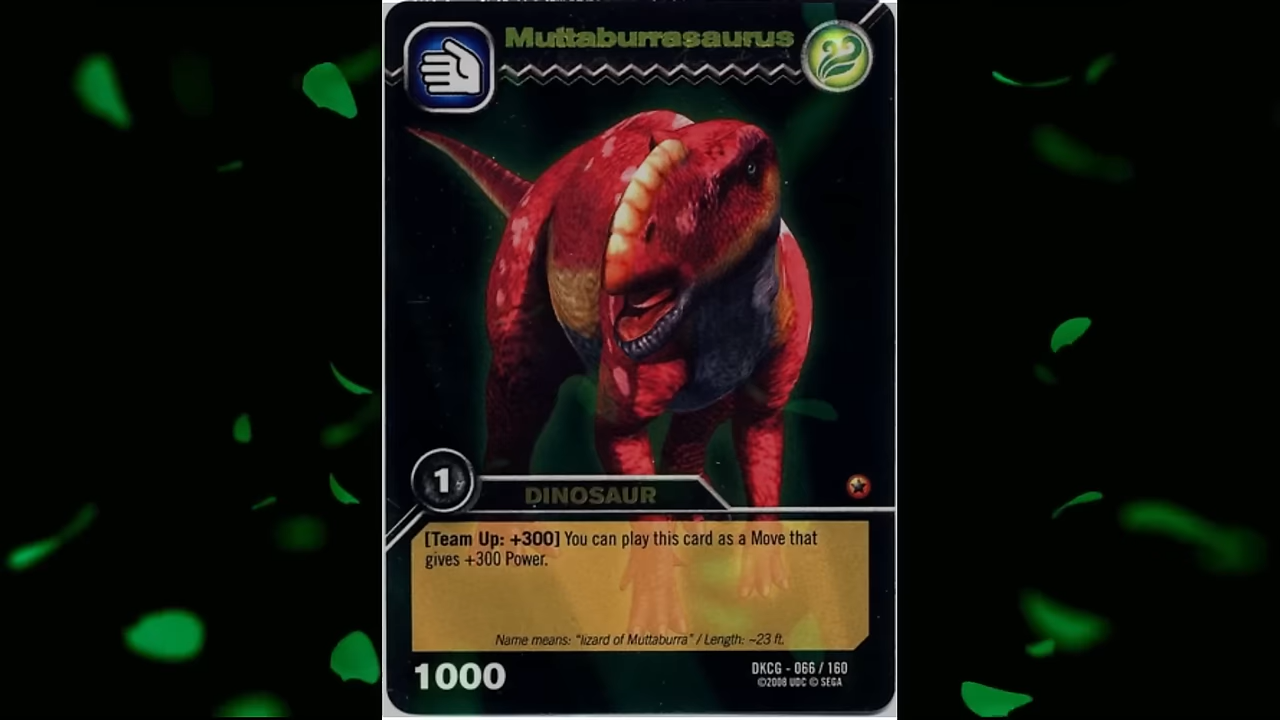 Muttaburrasaurus
1
DINOSAUR
[Team Up: +300] You can play this card as a Move that
gives +300 Power.
Name means: "lizard of Muttaburra" / Length: ~23 ft.
1000
DKCG - 066 / 160
©2008 UDC © SEGA